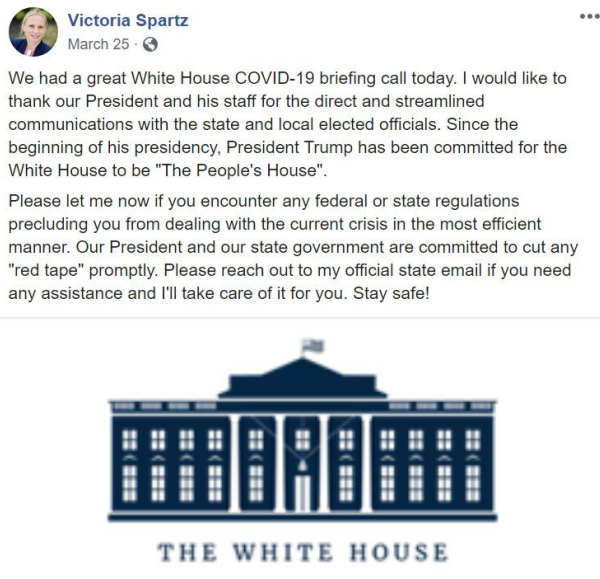 Victoria Spartz
March 25 ·
We had a great White House COVID-19 briefing call today. I would like to
thank our President and his staff for the direct and streamlined
communications with the state and local elected officials. Since the
beginning of his presidency, President Trump has been committed for the
White House to be "The People's House".
Please let me now if you encounter any federal or state regulations
precluding you from dealing with the current crisis in the most efficient
manner. Our President and our state government are committed to cut any
"red tape" promptly. Please reach out to my official state email if you need
any assistance and I'll take care of it for you. Stay safe!
THE WHITE HOUSE